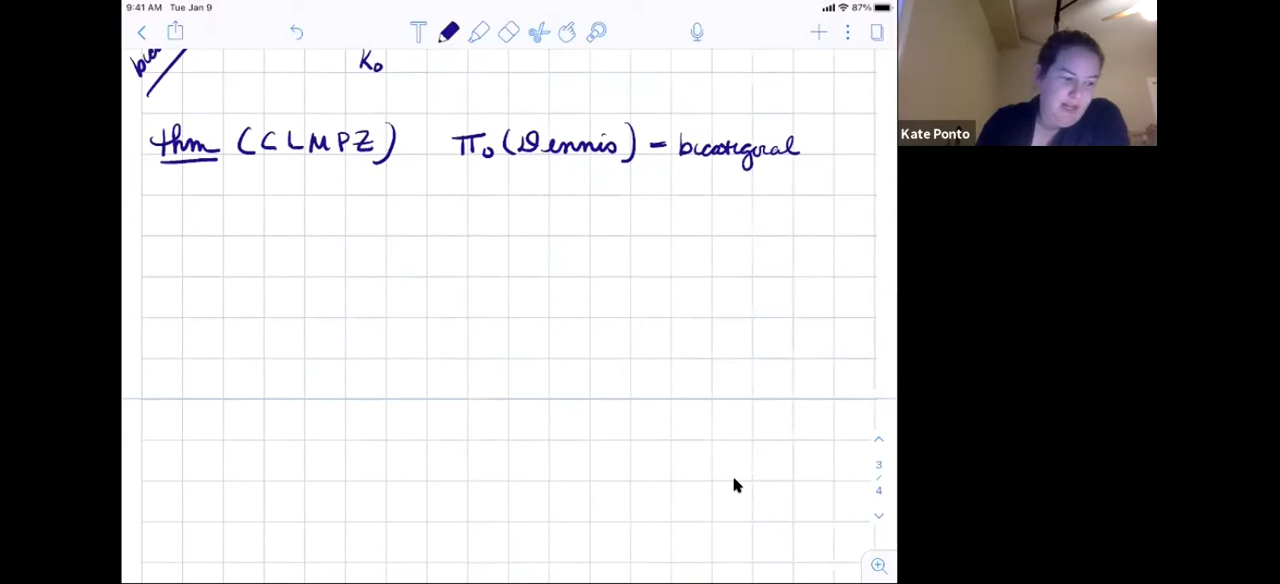 9:41 AM Tue Jan 9
87%
K₀
thm (CLMPZ) π₀(Dennis) = bicategorical
Kate Ponto
3
/
4